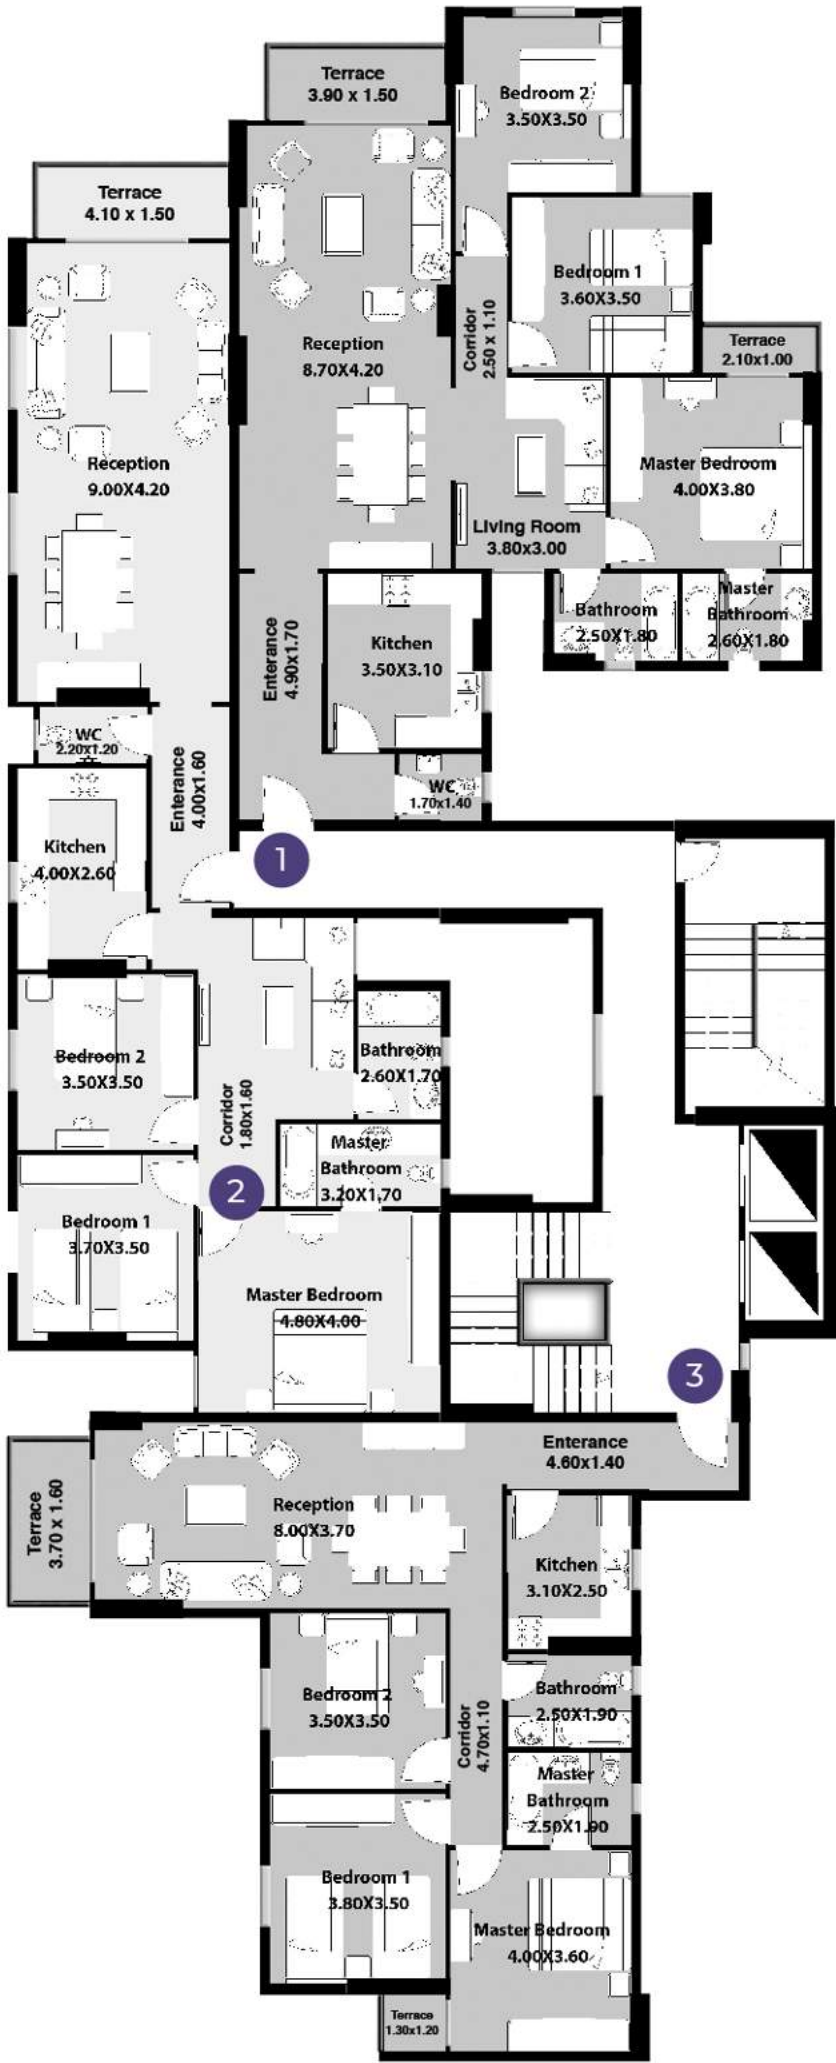 Terrace
3.90 x 1.50
Bedroom 2
3.50X3.50
Terrace
4.10 x 1.50
Bedroom 1
3.60X3.50
Corridor
2.50 x 1.10
Reception
8.70X4.20
Terrace
2.10x1.00
Reception
9.00X4.20
Master Bedroom
4.00X3.80
Living Room
3.80x3.00
Enterance
4.90x1.70
Kitchen
3.50X3.10
Bathroom
2.50X1.80
Master
Bathroom
2.60X1.80
WC
2.20x1.20
Enterance
4.00x1.60
WC
1.70x1.40
Kitchen
4.00X2.60
1
Bedroom 2
3.50X3.50
Corridor
1.80x1.60
Bathroom
2.60X1.70
Master
Bathroom
3.20X1.70
2
Bedroom 1
3.70X3.50
Master Bedroom
4.80X4.00
3
Enterance
4.60x1.40
Terrace
3.70 x 1.60
Reception
8.00X3.70
Kitchen
3.10X2.50
Bedroom 2
3.50X3.50
Corridor
4.70x1.10
Bathroom
2.50X1.90
Master
Bathroom
2.50X1.90
Bedroom 1
3.80X3.50
Master Bedroom
4.00X3.60
Terrace
1.30x1.20